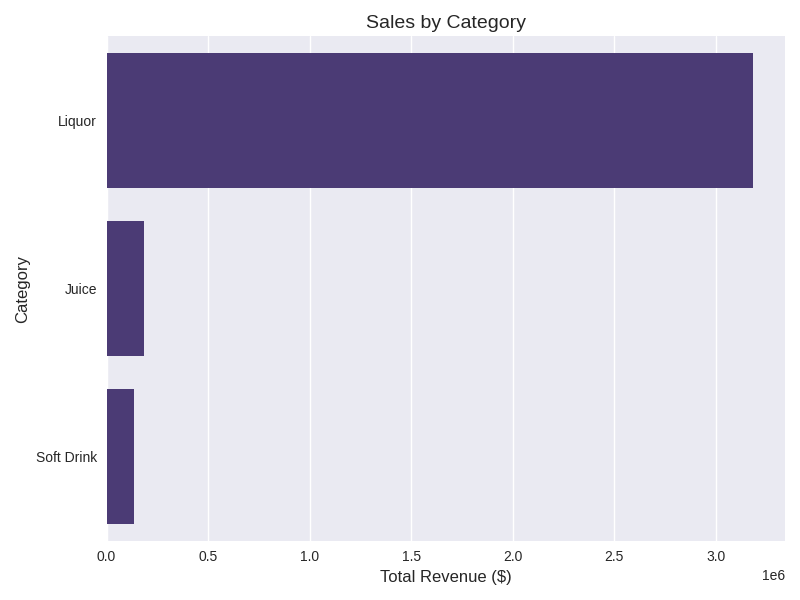 Sales by Category
Category
Liquor
Juice
Soft Drink
0.0 0.5 1.0 1.5 2.0 2.5 3.0
1e6
Total Revenue ($)